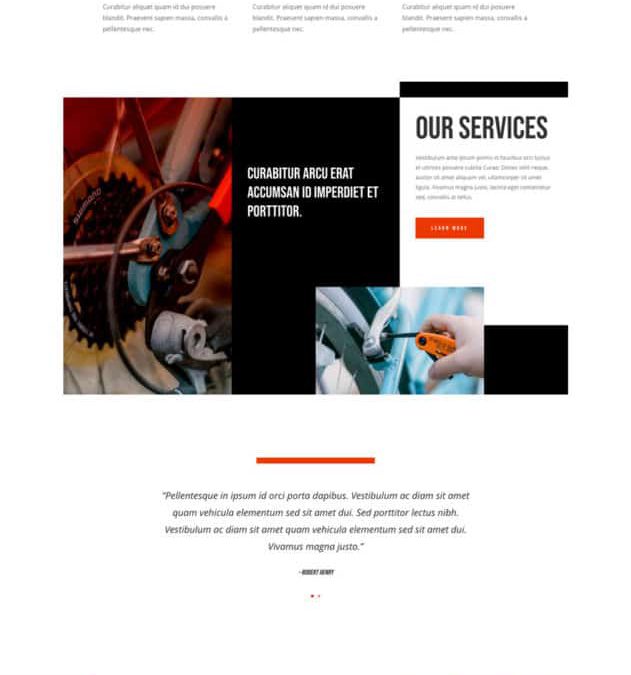 Curabitur aliquet quam id dui posuere
blandit. Praesent sapien massa, convallis a
pellentesque nec.
Curabitur aliquet quam id dui posuere
blandit. Praesent sapien massa, convallis a
pellentesque nec.
Curabitur aliquet quam id dui posuere
blandit. Praesent sapien massa, convallis a
pellentesque nec.
SHIMANO
CURABITUR ARCU ERAT
ACCUMSAN ID IMPERDIET ET
PORTTITOR.
OUR SERVICES
Vestibulum ante ipsum primis in faucibus orci luctus
et ultrices posuere cubilia Curae; Donec velit neque,
auctor sit amet aliquam vel, ullamcorper sit amet
ligula. Vivamus magna justo, lacinia eget consectetur
sed, convallis at tellus.
LEARN MORE
"Pellentesque in ipsum id orci porta dapibus. Vestibulum ac diam sit amet
quam vehicula elementum sed sit amet dui. Sed porttitor lectus nibh.
Vestibulum ac diam sit amet quam vehicula elementum sed sit amet dui.
Vivamus magna justo."
~ROBERT HENRY